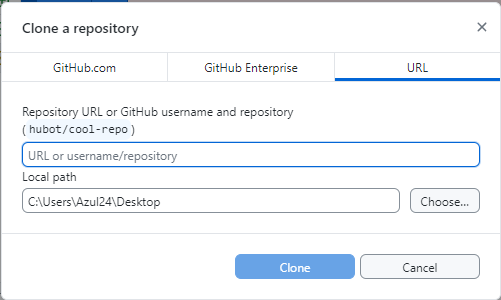 Clone a repository
GitHub.com
GitHub Enterprise
URL
Repository URL or GitHub username and repository
( hubot/cool-repo )
URL or username/repository
Local path
C:\Users\Azul24\Desktop
Choose...
Clone
Cancel